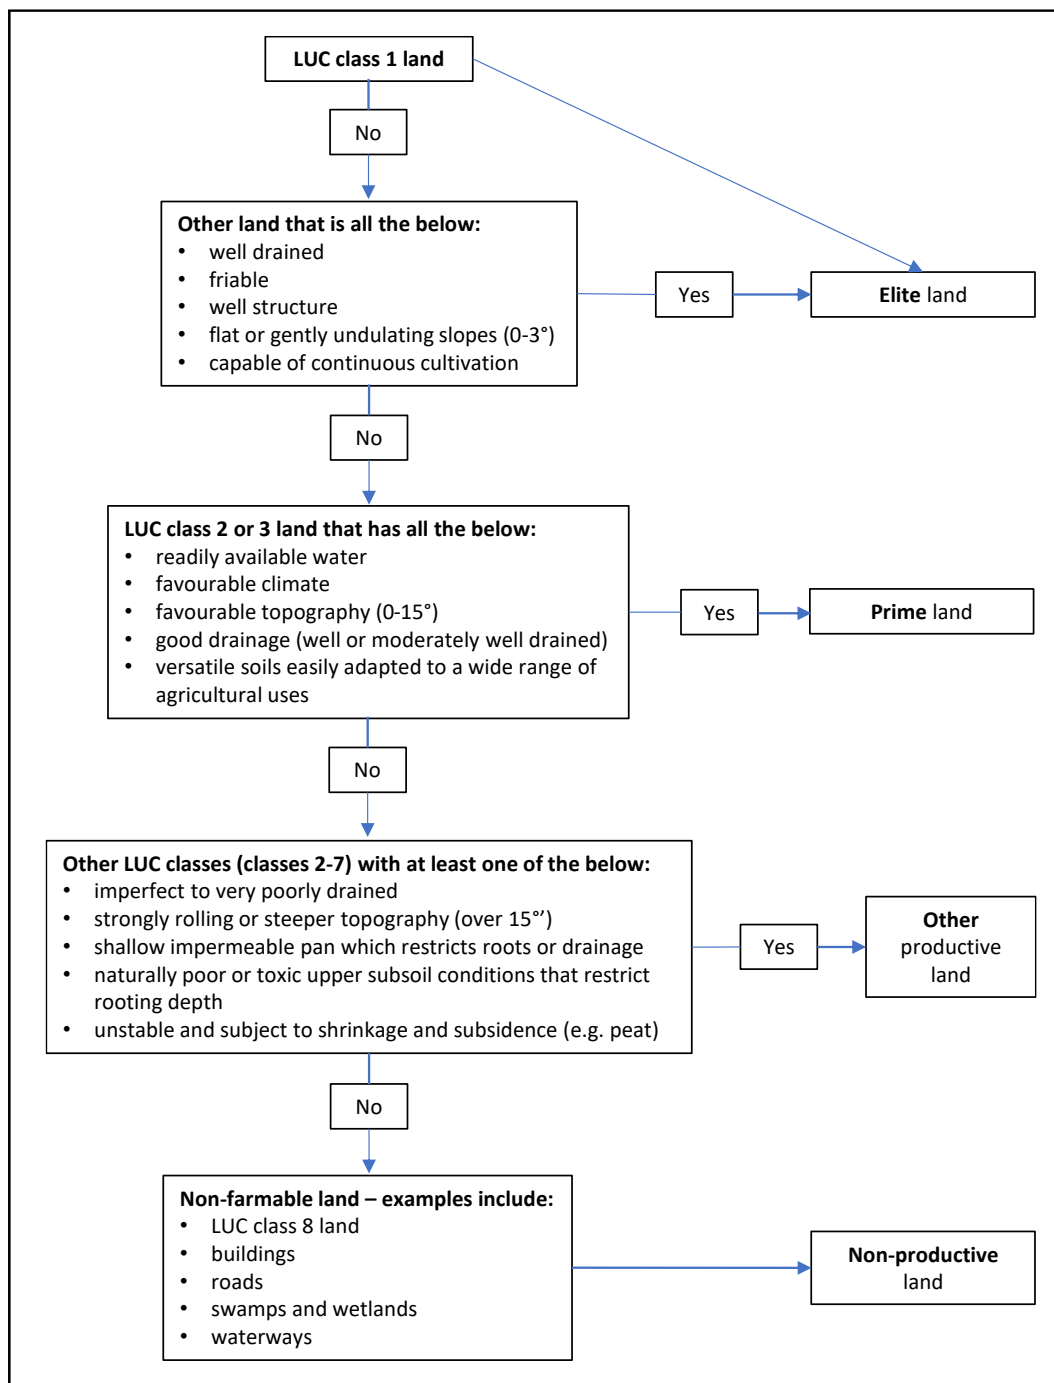 LUC class 1 land
No
Other land that is all the below:
• well drained
• friable
• well structure
• flat or gently undulating slopes (0-3°)
• capable of continuous cultivation
Yes
Elite land
No
LUC class 2 or 3 land that has all the below:
• readily available water
• favourable climate
• favourable topography (0-15°)
• good drainage (well or moderately well drained)
• versatile soils easily adapted to a wide range of
agricultural uses
Yes
Prime land
No
Other LUC classes (classes 2-7) with at least one of the below:
• imperfect to very poorly drained
• strongly rolling or steeper topography (over 15°’)
• shallow impermeable pan which restricts roots or drainage
• naturally poor or toxic upper subsoil conditions that restrict
rooting depth
• unstable and subject to shrinkage and subsidence (e.g. peat)
Yes
Other
productive
land
No
Non-farmable land – examples include:
• LUC class 8 land
• buildings
• roads
• swamps and wetlands
• waterways
Non-productive
land